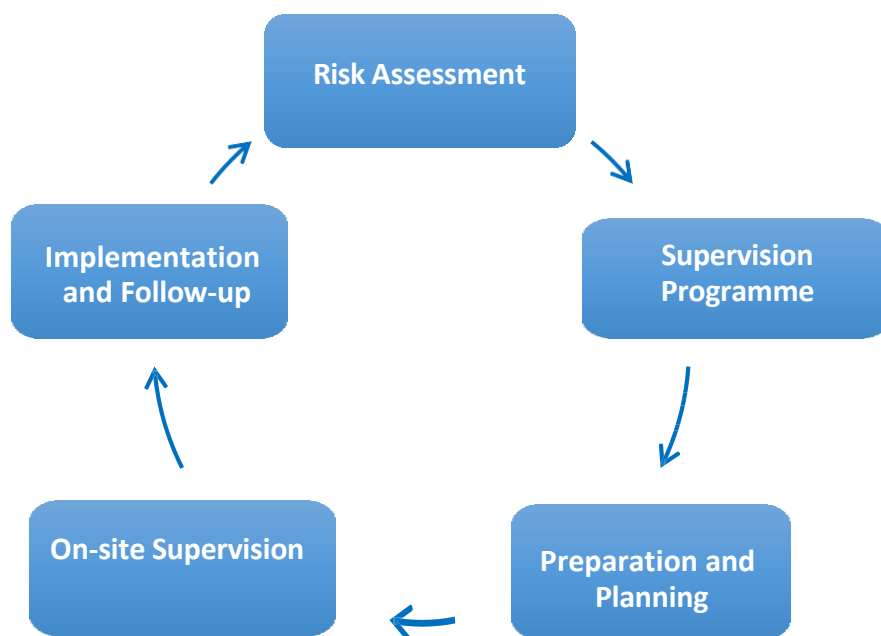 Risk Assessment
Supervision
Programme
Preparation and
Planning
On-site Supervision
Implementation
and Follow-up